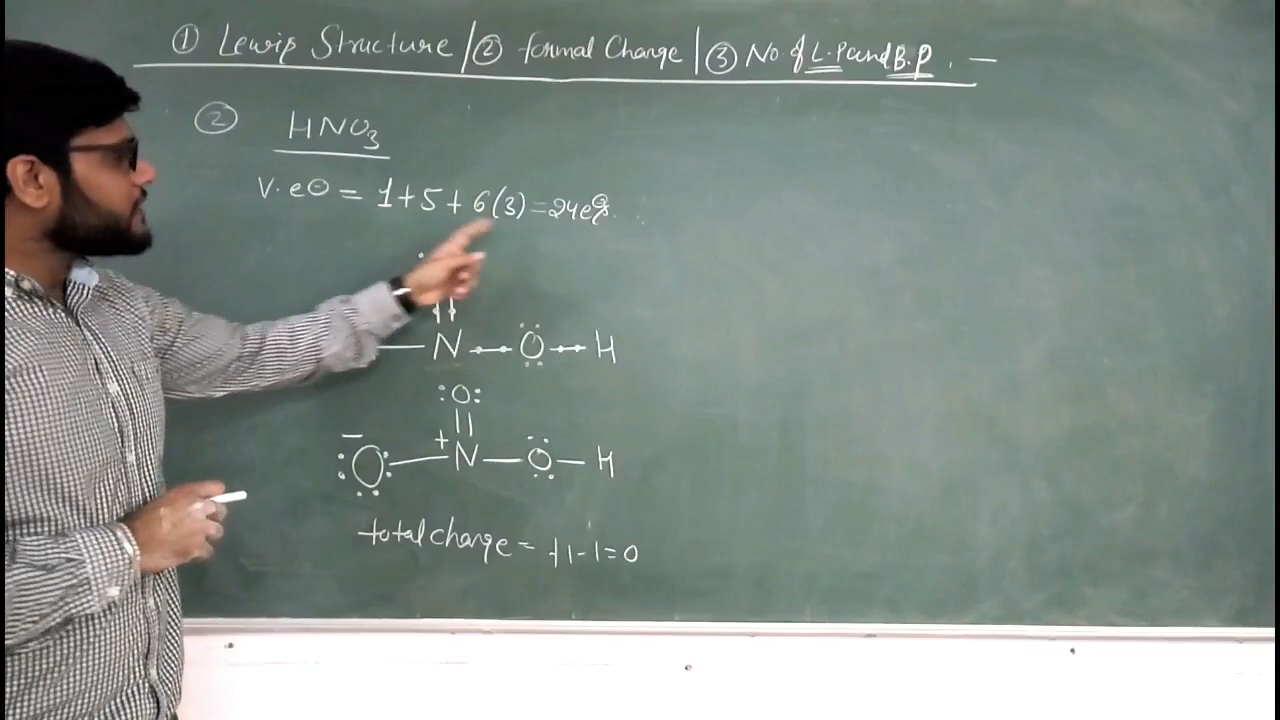 ① Lewis Structure / ② formal Charge / ③ No of L.P and B.P. —
② HNO₃
V.e⊖ = 1+5+6(3) = 24e⊖s.
— N — Ö — H
:O:
||
:O — N — Ö — H
− +
total charge = +1-1=0